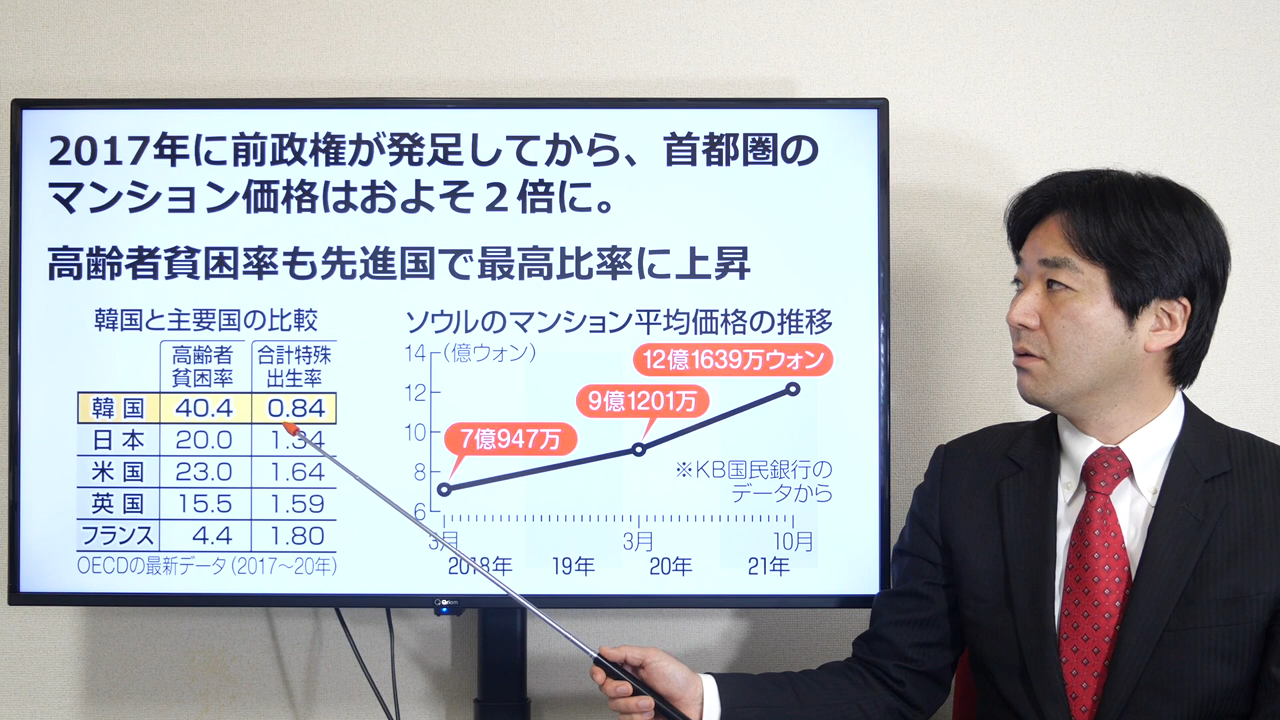 2017年に前政権が発足してから、首都圏の
マンション価格はおよそ２倍に。
高齢者貧困率も先進国で最高比率に上昇
韓国と主要国の比較
高齢者貧困率 合計特殊出生率
韓国 40.4 0.84
日本 20.0 1.34
米国 23.0 1.64
英国 15.5 1.59
フランス 4.4 1.80
OECDの最新データ(2017〜20年)
ソウルのマンション平均価格の推移
14 (億ウォン)
12
10
8
6
7億947万
9億1201万
12億1639万ウォン
※KB国民銀行の
データから
3月 3月 10月
2018年 19年 20年 21年